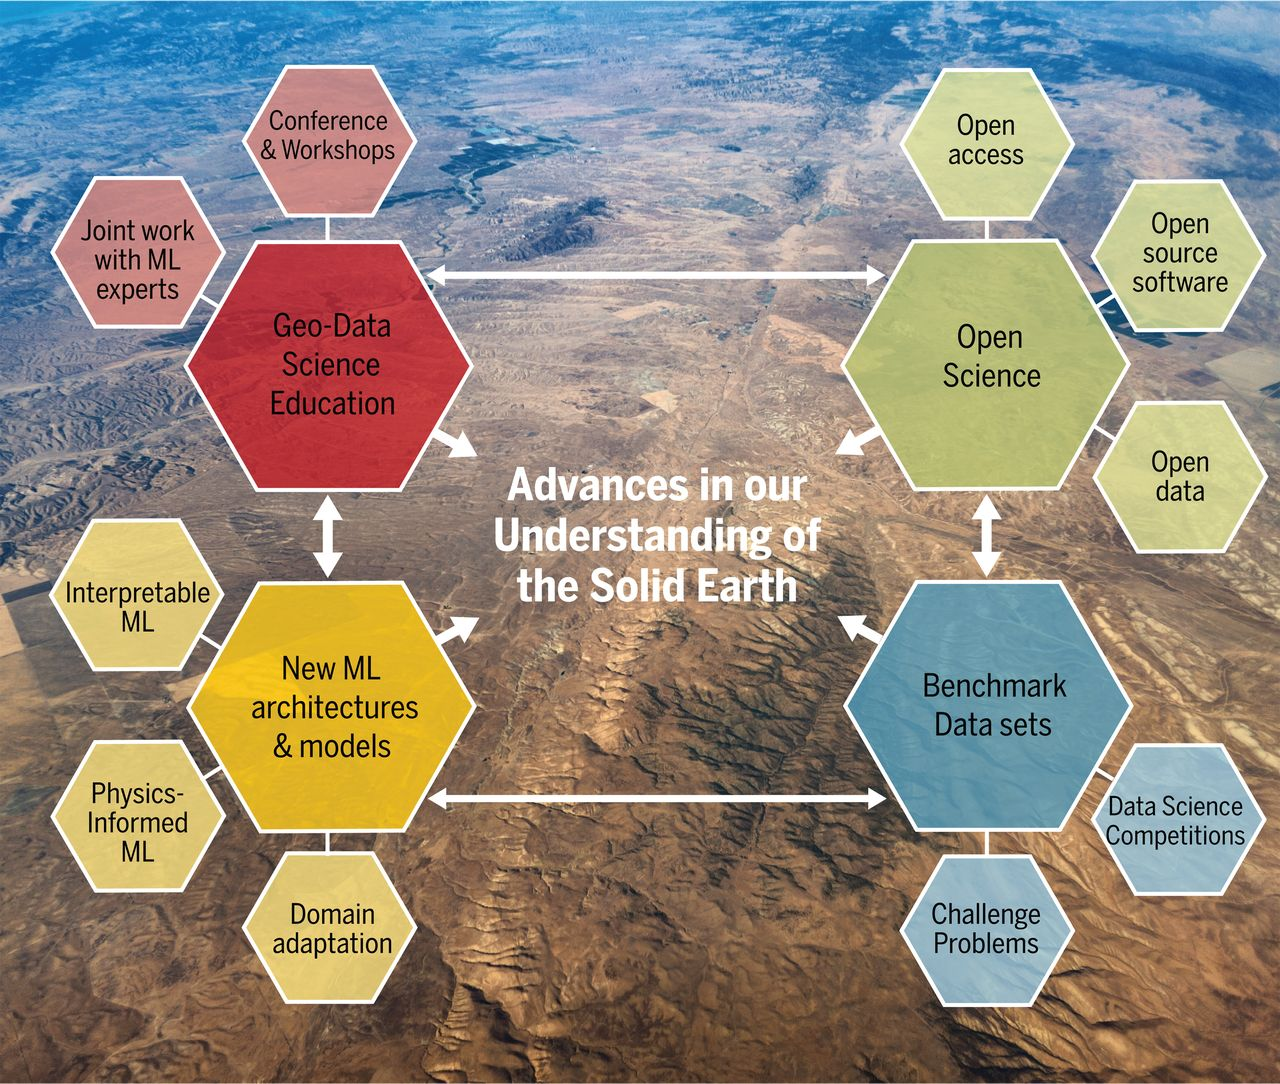 Conference
& Workshops
Joint work
with ML
experts
Geo-Data
Science
Education
Open
access
Open
source
software
Open
Science
Open
data
Advances in our
Understanding of
the Solid Earth
Interpretable
ML
New ML
architectures
& models
Physics-
Informed
ML
Domain
adaptation
Benchmark
Data sets
Data Science
Competitions
Challenge
Problems